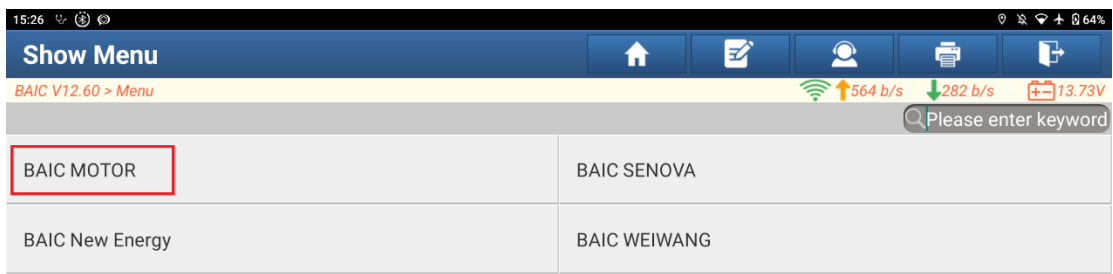 15:26 64%
Show Menu
BAIC V12.60 > Menu 564 b/s 282 b/s 13.73V
Please enter keyword
BAIC MOTOR BAIC SENOVA
BAIC New Energy BAIC WEIWANG